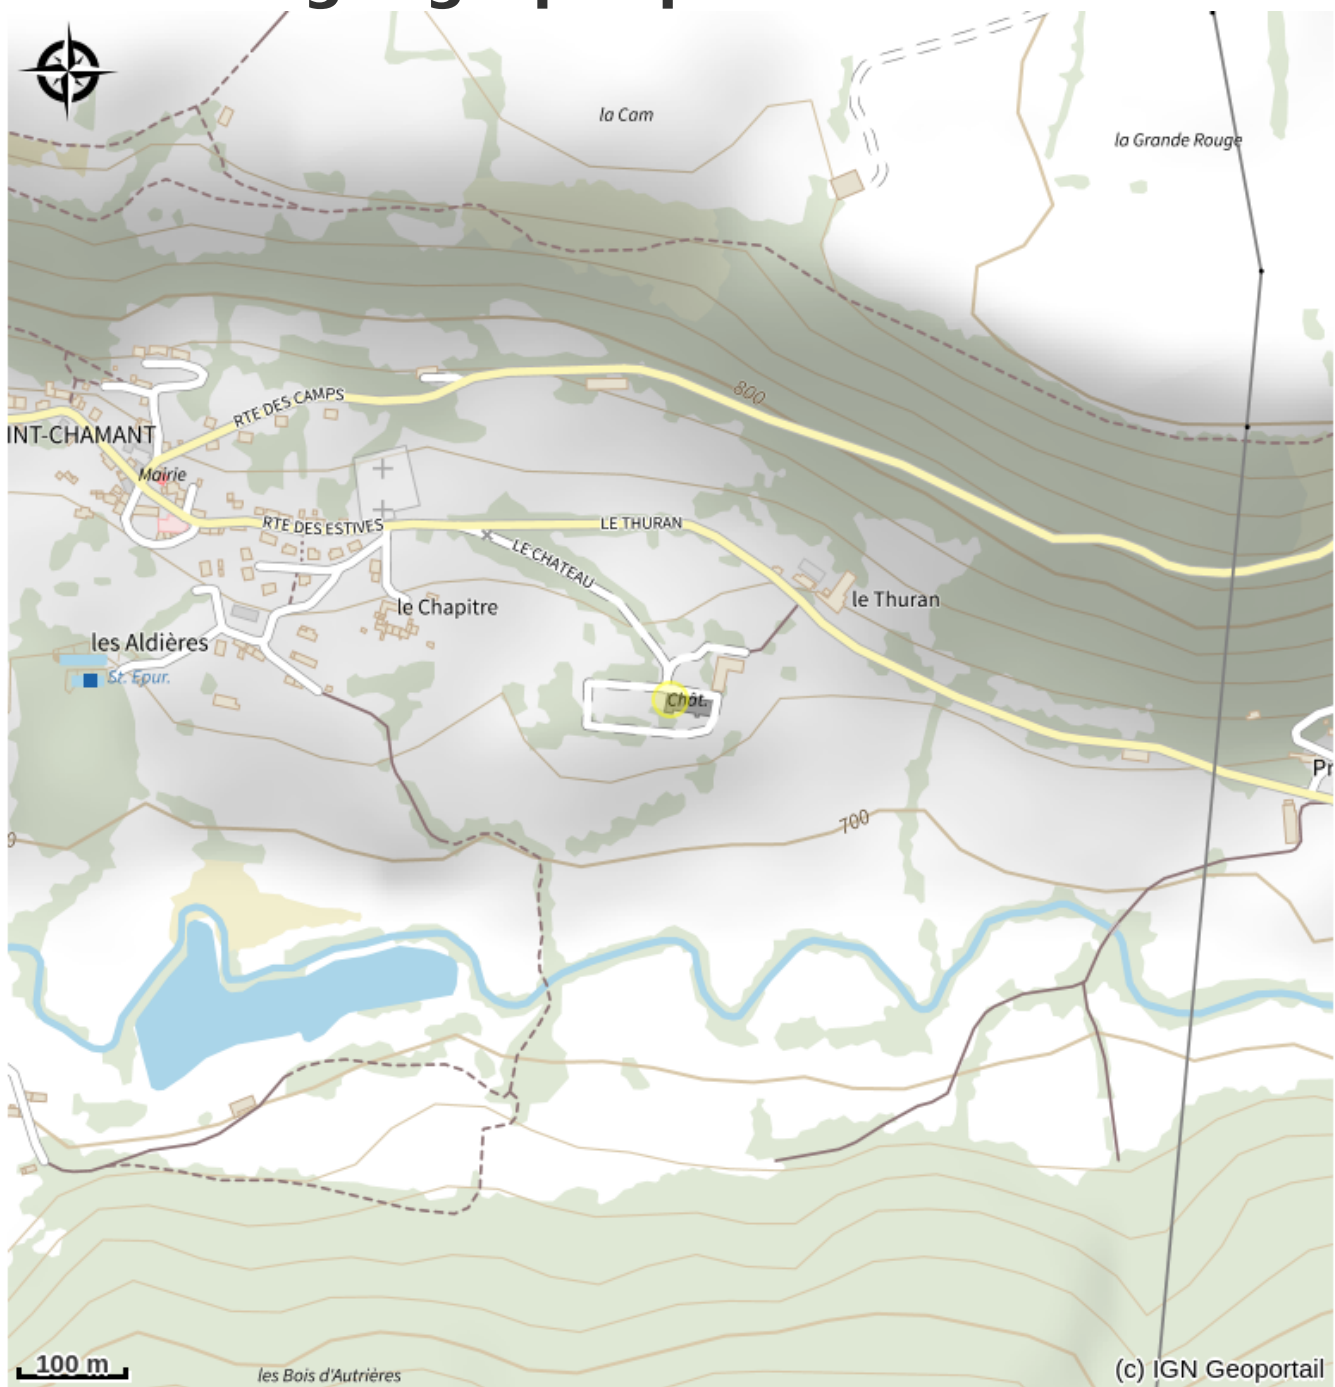 la Cam
la Grande Rouge
800
RTE DES CAMPS
INT-CHAMANT
Mairie
RTE DES ESTIVES
LE THURAN
LE CHATEAU
le Thuran
le Chapitre
les Aldières
St. Epur.
Chât.
Pr
700
100 m
les Bois d'Autrières
(c) IGN Geoportail